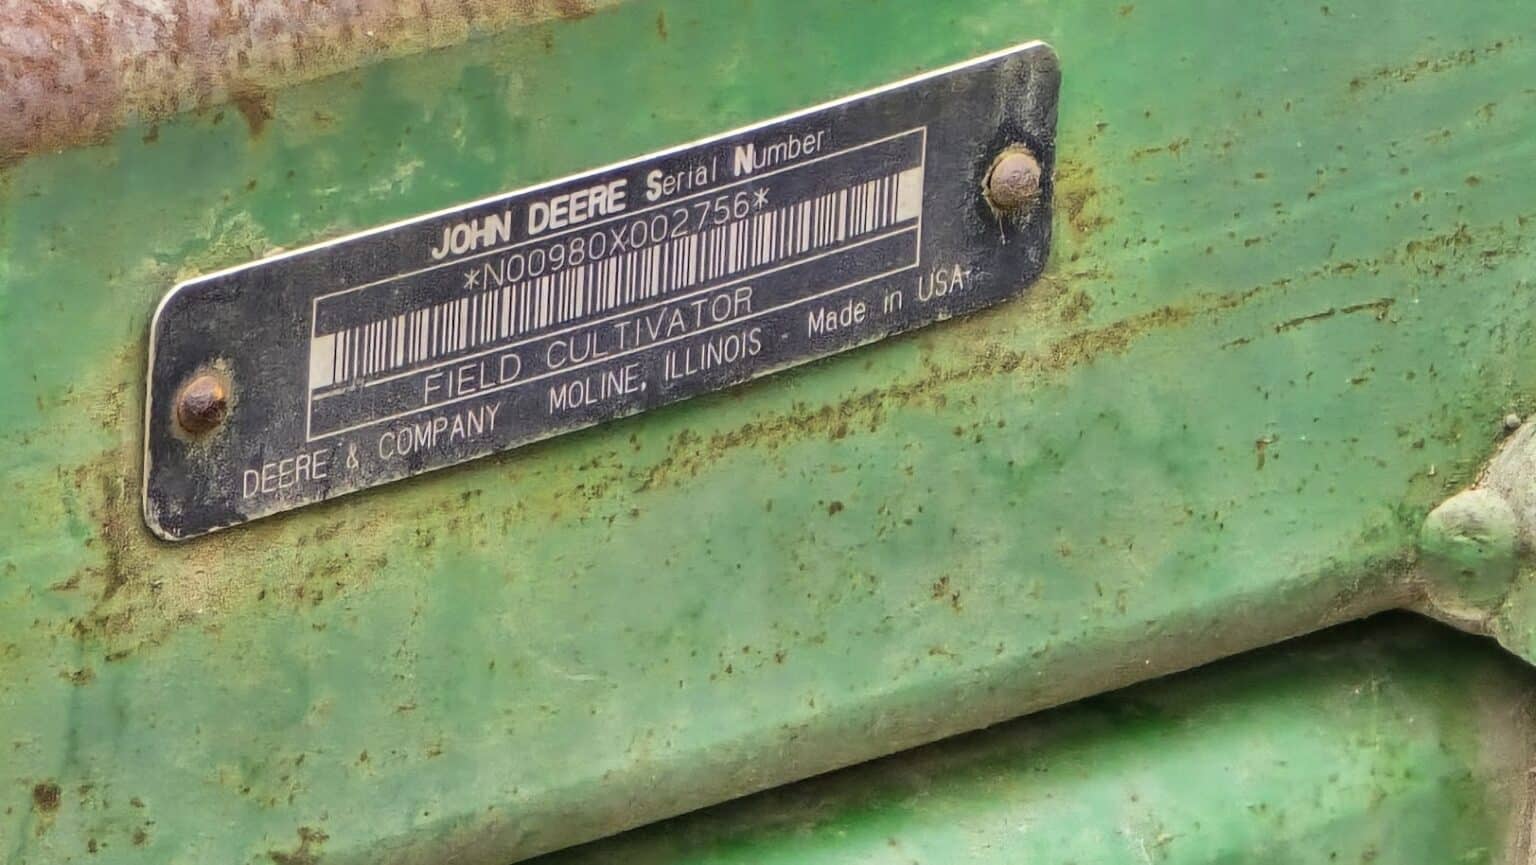 JOHN DEERE Serial Number
*N00980X002756*
FIELD CULTIVATOR
DEERE & COMPANY MOLINE, ILLINOIS - Made in USA